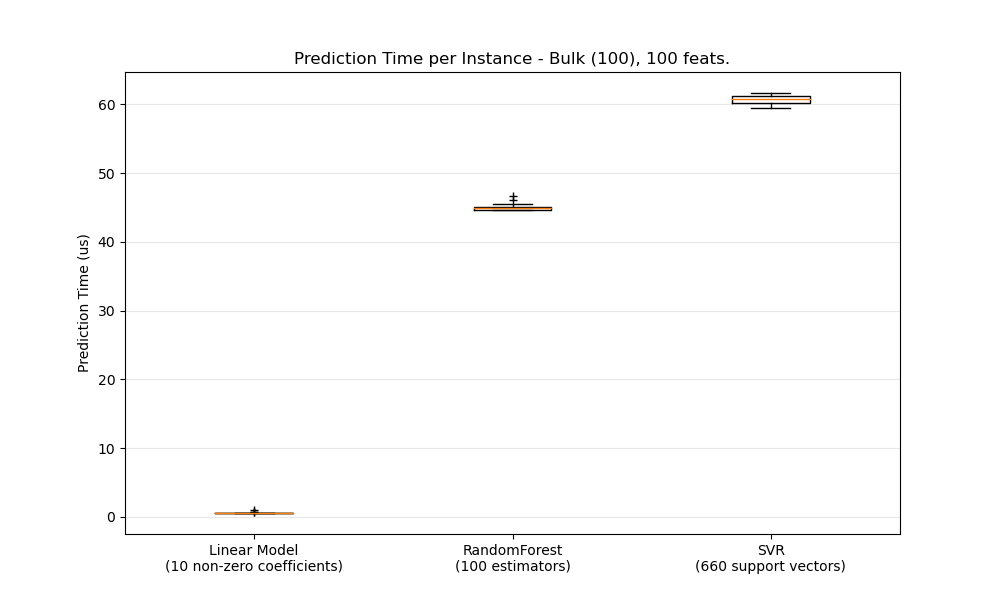 Prediction Time per Instance - Bulk (100), 100 feats.
Prediction Time (us)
60
50
40
30
20
10
0
Linear Model
(10 non-zero coefficients)
RandomForest
(100 estimators)
SVR
(660 support vectors)